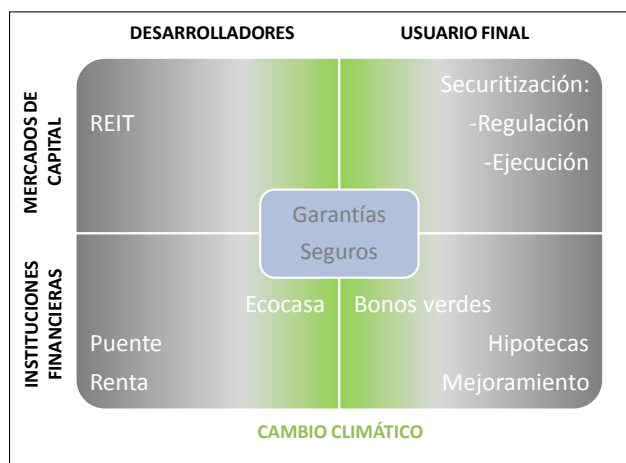 DESARROLLADORES
USUARIO FINAL
MERCADOS DE
CAPITAL
REIT
Securitización:
-Regulación
-Ejecución
Garantías
Seguros
INSTITUCIONES
FINANCIERAS
Ecocasa
Bonos verdes
Puente
Renta
Hipotecas
Mejoramiento
CAMBIO CLIMÁTICO